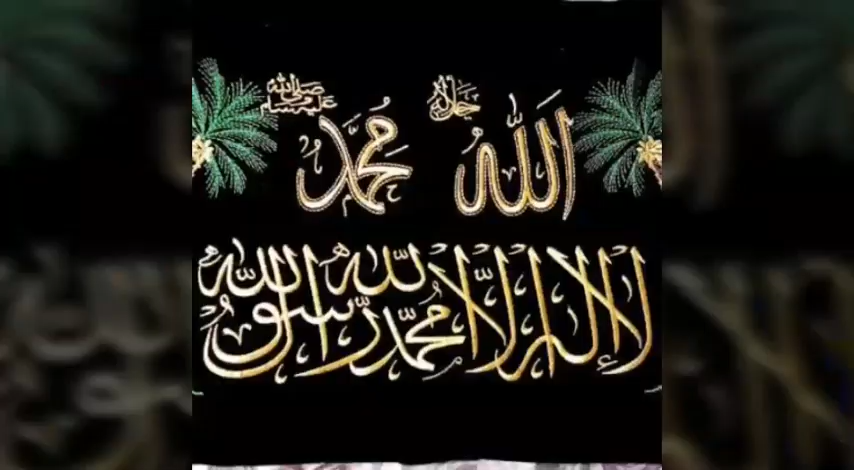 الله جل جلاله محمد صلى الله عليه وسلم
لا إله إلا الله محمد رسول الله